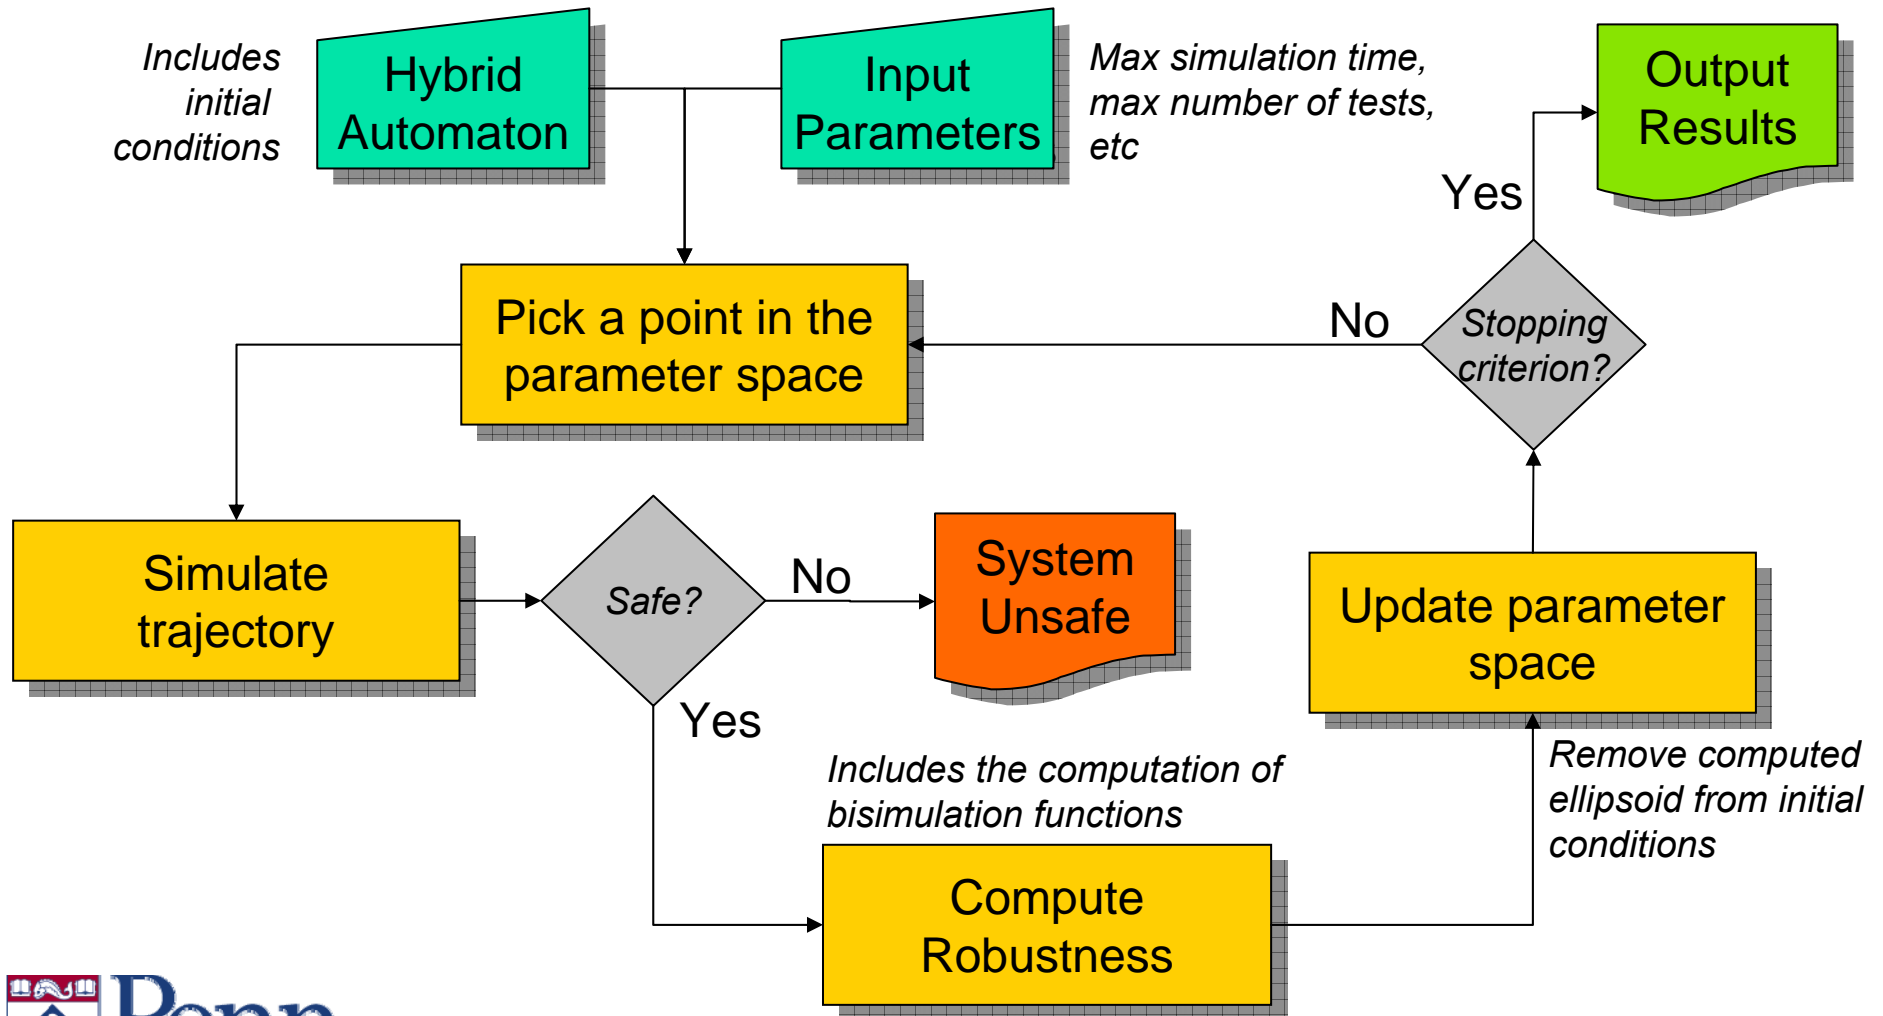 Includes
initial
conditions
Hybrid
Automaton
Input
Parameters
Max simulation time,
max number of tests,
etc
Output
Results
Yes
Pick a point in the
parameter space
No
Stopping
criterion?
Simulate
trajectory
Safe?
No
System
Unsafe
Update parameter
space
Yes
Includes the computation of
bisimulation functions
Remove computed
ellipsoid from initial
conditions
Compute
Robustness
Penn